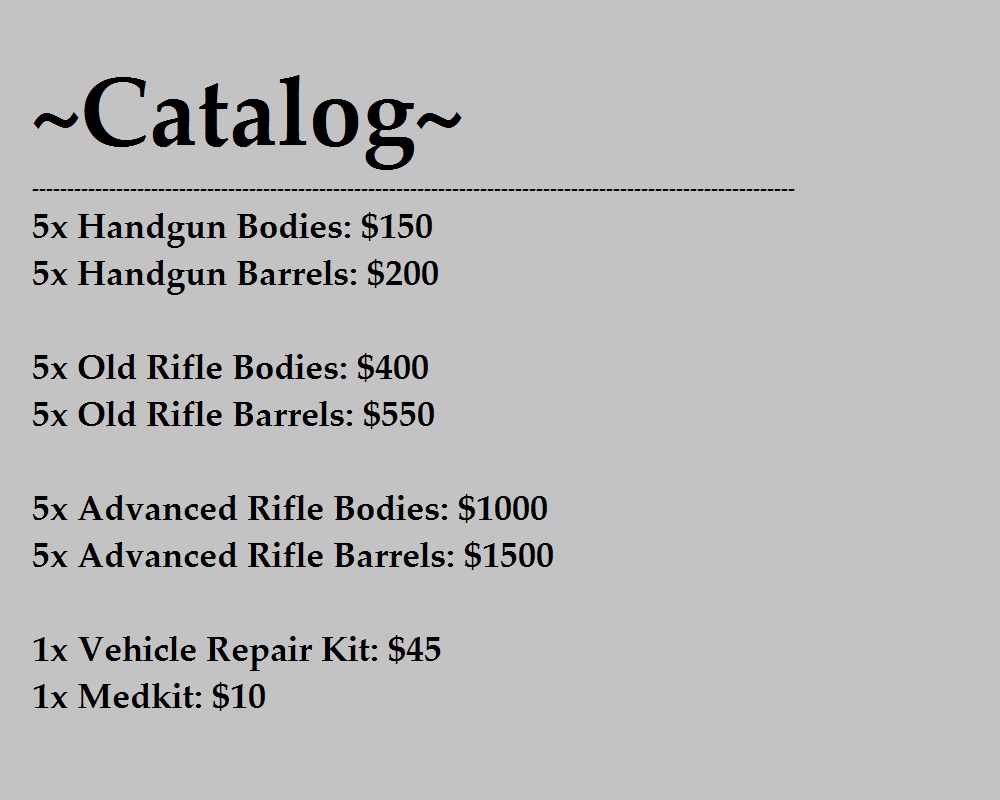 ~Catalog~
-----------------------------------------------------------------------------------------------------------
5x Handgun Bodies: $150
5x Handgun Barrels: $200
5x Old Rifle Bodies: $400
5x Old Rifle Barrels: $550
5x Advanced Rifle Bodies: $1000
5x Advanced Rifle Barrels: $1500
1x Vehicle Repair Kit: $45
1x Medkit: $10